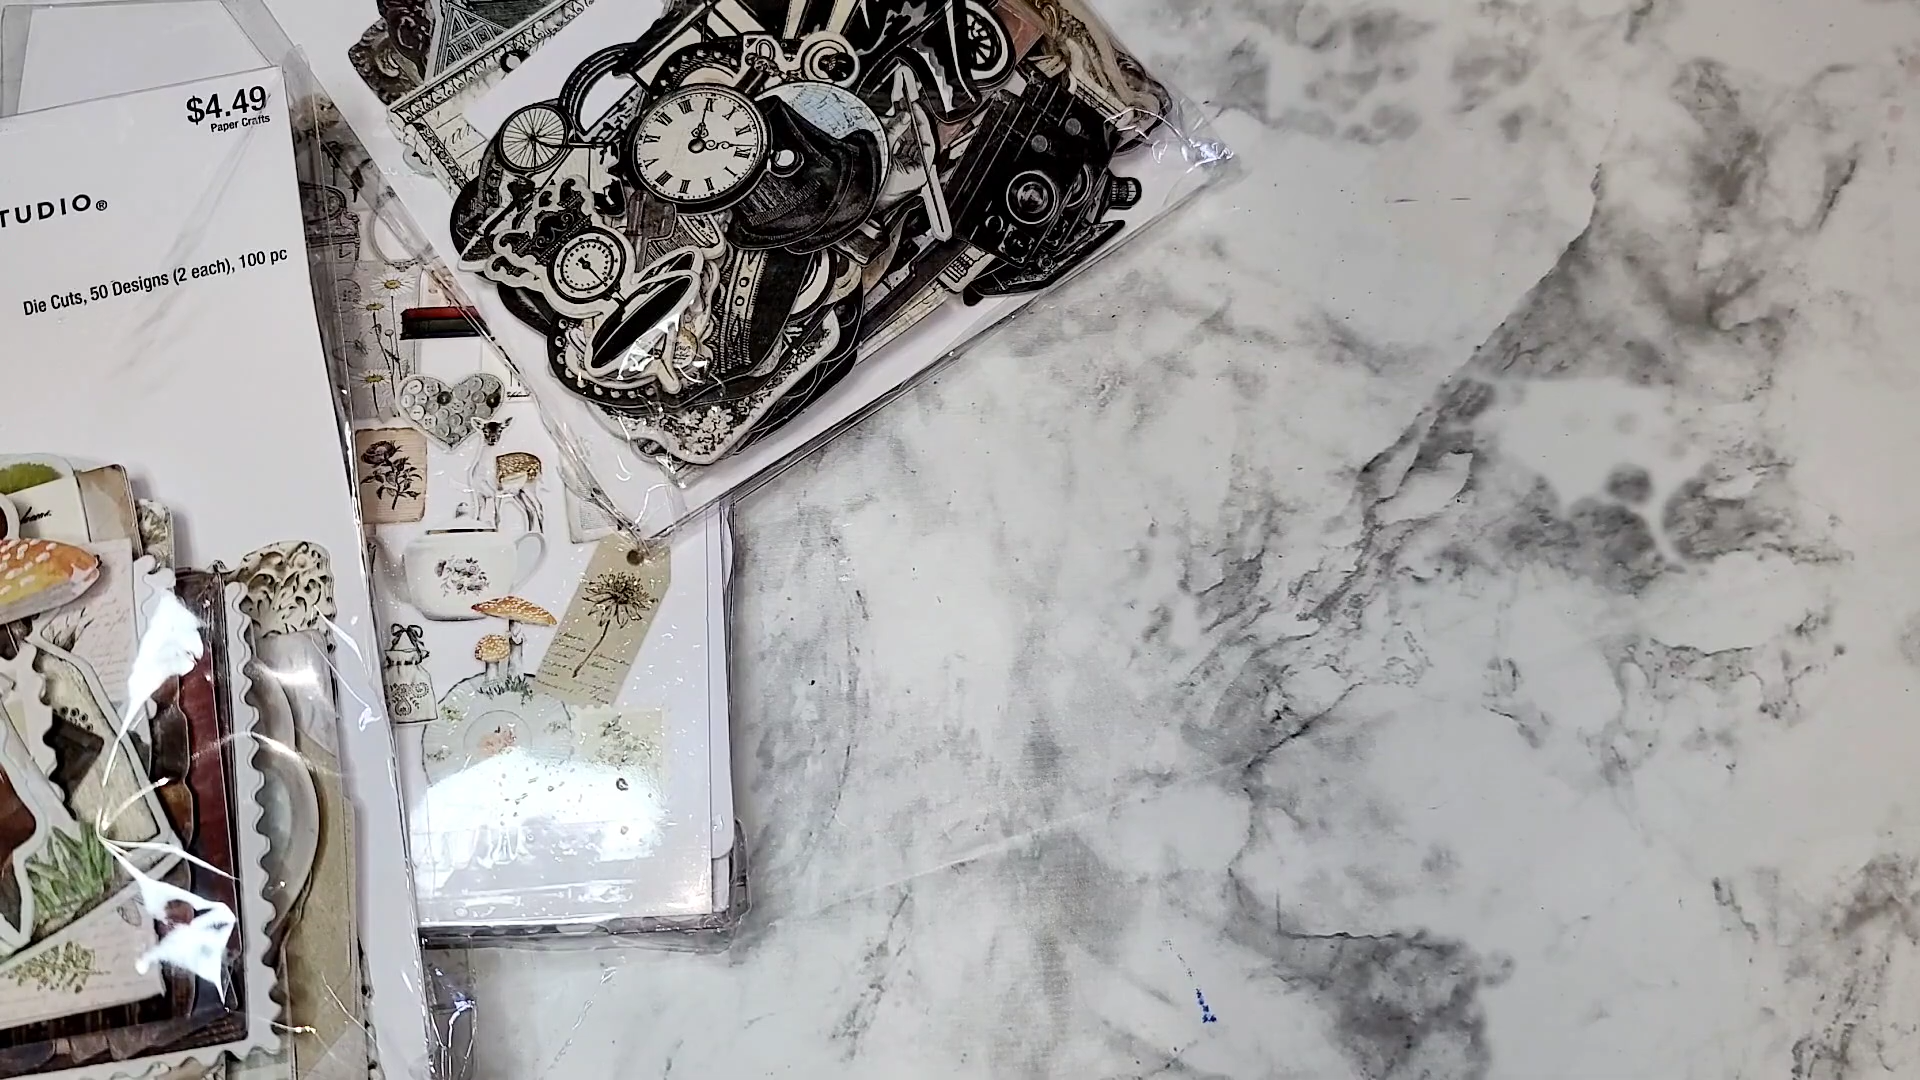 $4.49
Paper Crafts
TUDIO®
Die Cuts, 50 Designs (2 each), 100 pc